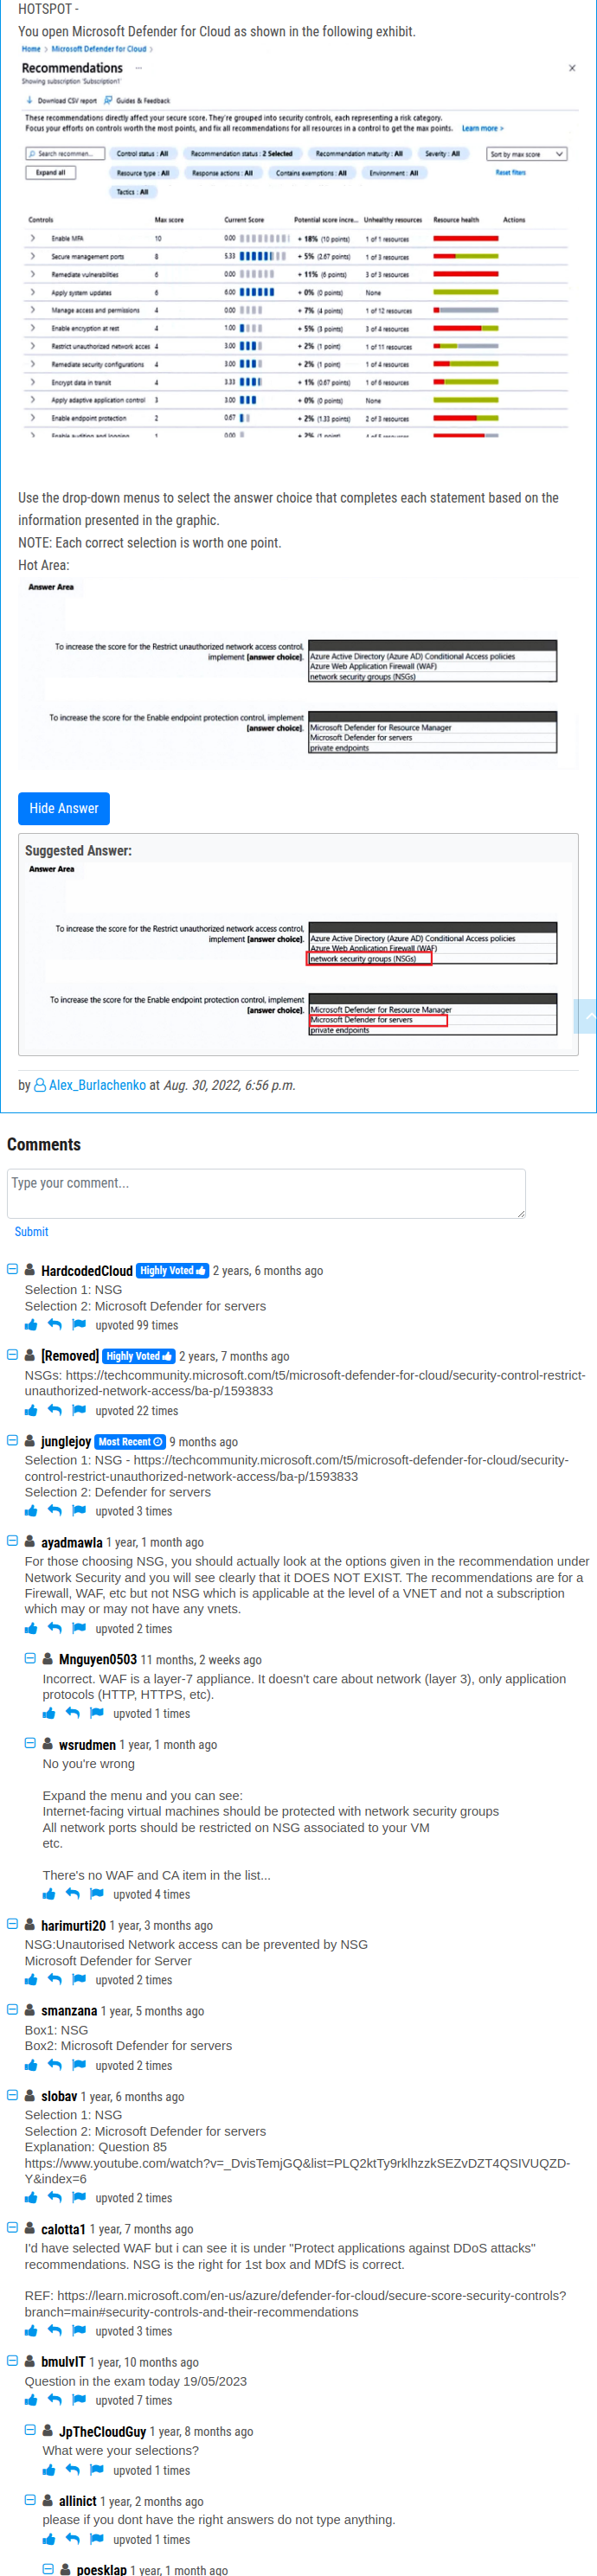 HOTSPOT -
You open Microsoft Defender for Cloud as shown in the following exhibit.
Home > Microsoft Defender for Cloud >
Recommendations ...
Showing subscription 'Subscription1'
Download CSV report Guides & Feedback
These recommendations directly affect your secure score. They're grouped into security controls, each representing a risk category.
Focus your efforts on controls worth the most points, and fix all recommendations for all resources in a control to get the max points. Learn more >
Search recommen... Control status : All Recommendation status : 2 Selected Recommendation maturity : All Severity : All Sort by max score
Expand all Resource type : All Response actions : All Contains exemptions : All Environment : All Reset filters
Tactics : All
Controls Max score Current Score Potential score incre... Unhealthy resources Resource health Actions
Enable MFA 10 0.00 + 18% (10 points) 1 of 1 resources
Secure management ports 8 5.33 + 5% (2.67 points) 1 of 3 resources
Remediate vulnerabilities 6 0.00 + 11% (6 points) 3 of 3 resources
Apply system updates 6 6.00 + 0% (0 points) None
Manage access and permissions 4 0.00 + 7% (4 points) 1 of 12 resources
Enable encryption at rest 4 1.00 + 5% (3 points) 3 of 4 resources
Restrict unauthorized network acces 4 3.00 + 2% (1 point) 1 of 11 resources
Remediate security configurations 4 3.00 + 2% (1 point) 1 of 4 resources
Encrypt data in transit 4 3.33 + 1% (0.67 points) 1 of 6 resources
Apply adaptive application control 3 3.00 + 0% (0 points) None
Enable endpoint protection 2 0.67 + 2% (1.33 points) 2 of 3 resources
Enable auditing and logging 1 0.00 + 2% (1 point)
Use the drop-down menus to select the answer choice that completes each statement based on the
information presented in the graphic.
NOTE: Each correct selection is worth one point.
Hot Area:
Answer Area
To increase the score for the Restrict unauthorized network access control,
implement [answer choice].
Azure Active Directory (Azure AD) Conditional Access policies
Azure Web Application Firewall (WAF)
network security groups (NSGs)
To increase the score for the Enable endpoint protection control, implement
[answer choice].
Microsoft Defender for Resource Manager
Microsoft Defender for servers
private endpoints
Hide Answer
Suggested Answer:
Answer Area
To increase the score for the Restrict unauthorized network access control,
implement [answer choice].
Azure Active Directory (Azure AD) Conditional Access policies
Azure Web Application Firewall (WAF)
network security groups (NSGs)
To increase the score for the Enable endpoint protection control, implement
[answer choice].
Microsoft Defender for Resource Manager
Microsoft Defender for servers
private endpoints
by Alex_Burlachenko at Aug. 30, 2022, 6:56 p.m.
Comments
Type your comment...
Submit
HardcodedCloud Highly Voted 2 years, 6 months ago
Selection 1: NSG
Selection 2: Microsoft Defender for servers
upvoted 99 times
[Removed] Highly Voted 2 years, 7 months ago
NSGs: https://techcommunity.microsoft.com/t5/microsoft-defender-for-cloud/security-control-restrict-
unauthorized-network-access/ba-p/1593833
upvoted 22 times
junglejoy Most Recent 9 months ago
Selection 1: NSG - https://techcommunity.microsoft.com/t5/microsoft-defender-for-cloud/security-
control-restrict-unauthorized-network-access/ba-p/1593833
Selection 2: Defender for servers
upvoted 3 times
ayadmawla 1 year, 1 month ago
For those choosing NSG, you should actually look at the options given in the recommendation under
Network Security and you will see clearly that it DOES NOT EXIST. The recommendations are for a
Firewall, WAF, etc but not NSG which is applicable at the level of a VNET and not a subscription
which may or may not have any vnets.
upvoted 2 times
Mnguyen0503 11 months, 2 weeks ago
Incorrect. WAF is a layer-7 appliance. It doesn't care about network (layer 3), only application
protocols (HTTP, HTTPS, etc).
upvoted 1 times
wsrudmen 1 year, 1 month ago
No you're wrong
Expand the menu and you can see:
Internet-facing virtual machines should be protected with network security groups
All network ports should be restricted on NSG associated to your VM
etc.
There's no WAF and CA item in the list...
upvoted 4 times
harimurti20 1 year, 3 months ago
NSG:Unautorised Network access can be prevented by NSG
Microsoft Defender for Server
upvoted 2 times
smanzana 1 year, 5 months ago
Box1: NSG
Box2: Microsoft Defender for servers
upvoted 2 times
slobav 1 year, 6 months ago
Selection 1: NSG
Selection 2: Microsoft Defender for servers
Explanation: Question 85
https://www.youtube.com/watch?v=_DvisTemjGQ&list=PLQ2ktTy9rklhzzkSEZvDZT4QSIVUQZD-
Y&index=6
upvoted 2 times
calotta1 1 year, 7 months ago
I'd have selected WAF but i can see it is under "Protect applications against DDoS attacks"
recommendations. NSG is the right for 1st box and MDfS is correct.
REF: https://learn.microsoft.com/en-us/azure/defender-for-cloud/secure-score-security-controls?
branch=main#security-controls-and-their-recommendations
upvoted 3 times
bmulvIT 1 year, 10 months ago
Question in the exam today 19/05/2023
upvoted 7 times
JpTheCloudGuy 1 year, 8 months ago
What were your selections?
upvoted 1 times
allinict 1 year, 2 months ago
please if you dont have the right answers do not type anything.
upvoted 1 times
poesklap 1 year, 1 month ago